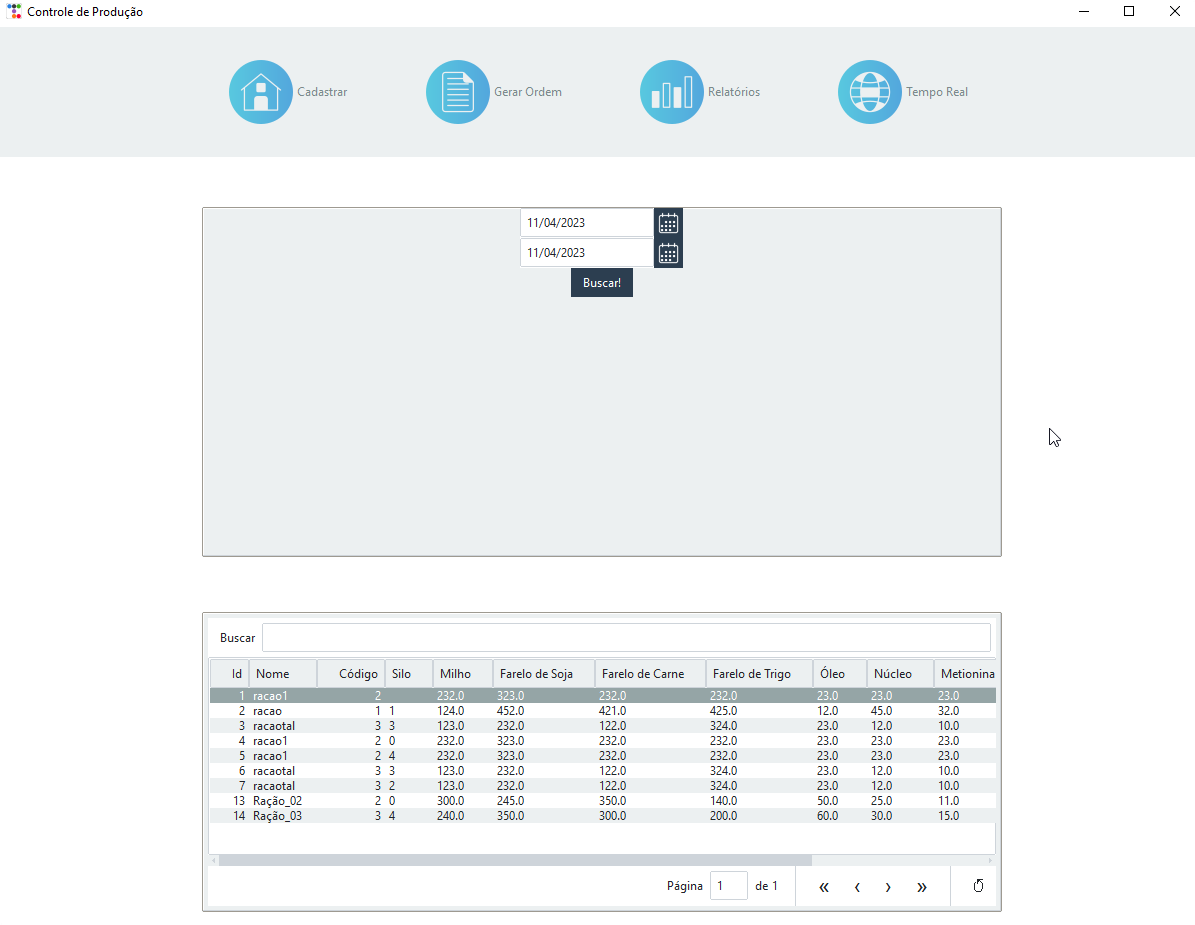 Controle de Produção
Cadastrar Gerar Ordem Relatórios Tempo Real
11/04/2023
11/04/2023
Buscar!
Buscar
Id Nome Código Silo Milho Farelo de Soja Farelo de Carne Farelo de Trigo Óleo Núcleo Metionina
1 racao1 2 232.0 323.0 232.0 232.0 23.0 23.0 23.0
2 racao 1 1 124.0 452.0 421.0 425.0 12.0 45.0 32.0
3 racaotal 3 3 123.0 232.0 122.0 324.0 23.0 12.0 10.0
4 racao1 2 0 232.0 323.0 232.0 232.0 23.0 23.0 23.0
5 racao1 2 4 232.0 323.0 232.0 232.0 23.0 23.0 23.0
6 racaotal 3 3 123.0 232.0 122.0 324.0 23.0 12.0 10.0
7 racaotal 3 2 123.0 232.0 122.0 324.0 23.0 12.0 10.0
13 Ração_02 2 0 300.0 245.0 350.0 140.0 50.0 25.0 11.0
14 Ração_03 3 4 240.0 350.0 300.0 200.0 60.0 30.0 15.0
Página 1 de 1 « ‹ › »